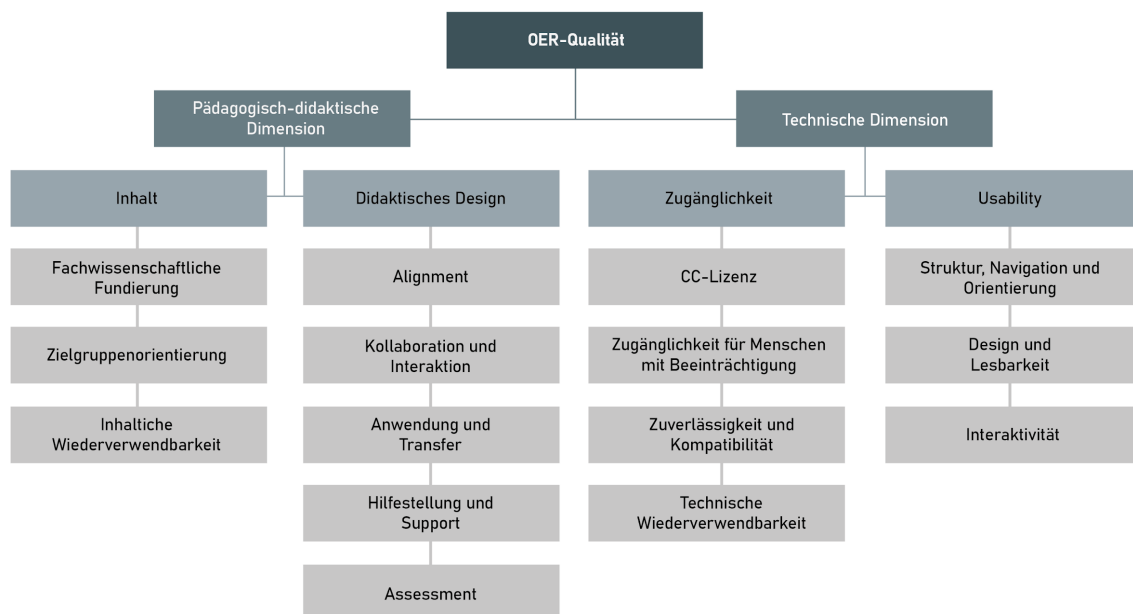 OER-Qualität
Pädagogisch-didaktische
Dimension
Technische Dimension
Inhalt
Didaktisches Design
Zugänglichkeit
Usability
Fachwissenschaftliche
Fundierung
Alignment
CC-Lizenz
Struktur, Navigation und
Orientierung
Zielgruppenorientierung
Kollaboration und
Interaktion
Zugänglichkeit für Menschen
mit Beeinträchtigung
Design und
Lesbarkeit
Inhaltiche
Wiederverwendbarkeit
Anwendung und
Transfer
Zuverlässigkeit und
Kompatibilität
Interaktivität
Hilfestellung und
Support
Technische
Wiederverwendbarkeit
Assessment